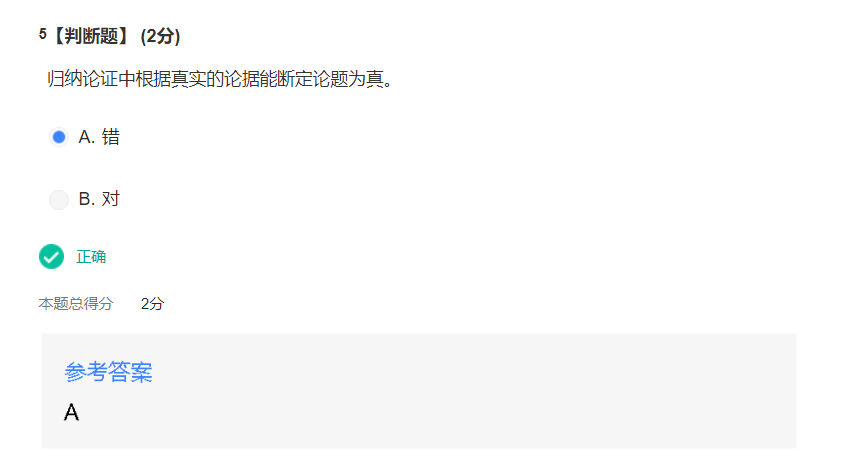 5【判断题】 (2分)
归纳论证中根据真实的论据能断定论题为真。
A. 错
B. 对
正确
本题总得分 2分
参考答案
A